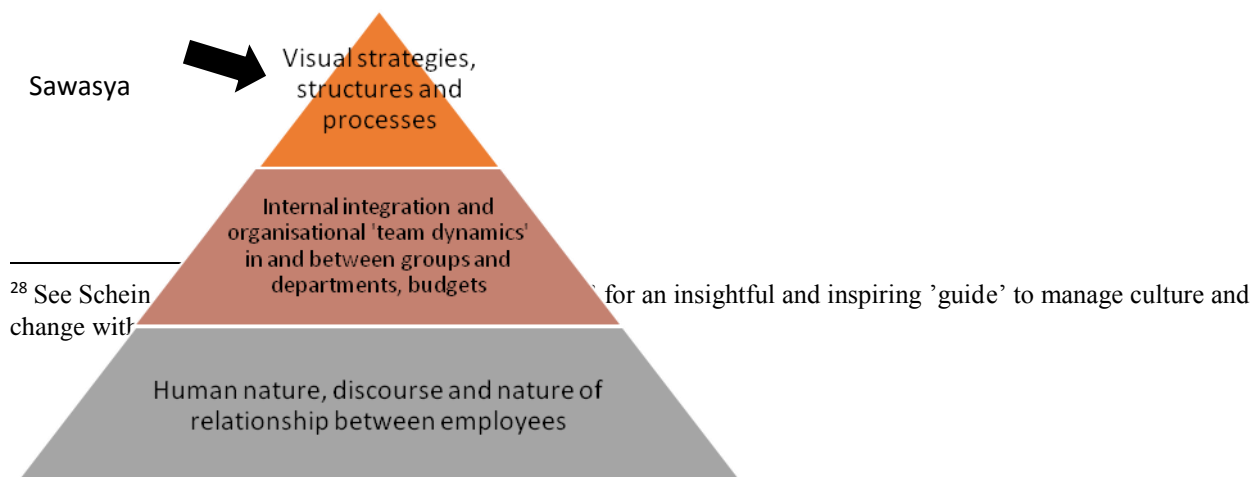 Visual strategies,
structures and
processes
Sawasya
Internal integration and
organisational 'team dynamics'
in and between groups and
departments, budgets
28 See Schein
for an insightful and inspiring ’guide’ to manage culture and
change with
Human nature, discourse and nature of
relationship between employees